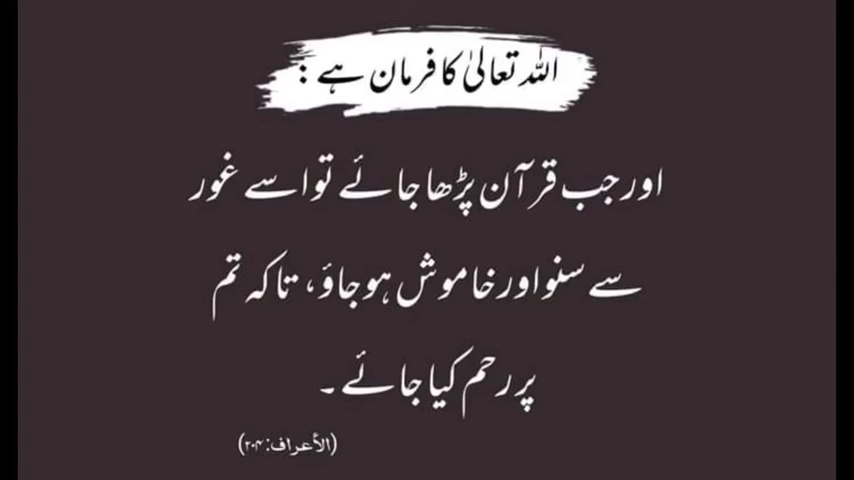 اللہ تعالیٰ کا فرمان ہے :
اور جب قرآن پڑھا جائے تو اسے غور
سے سنو اور خاموش ہو جاؤ، تاکہ تم
پر رحم کیا جائے۔
(الأعراف: ۲۰۴)